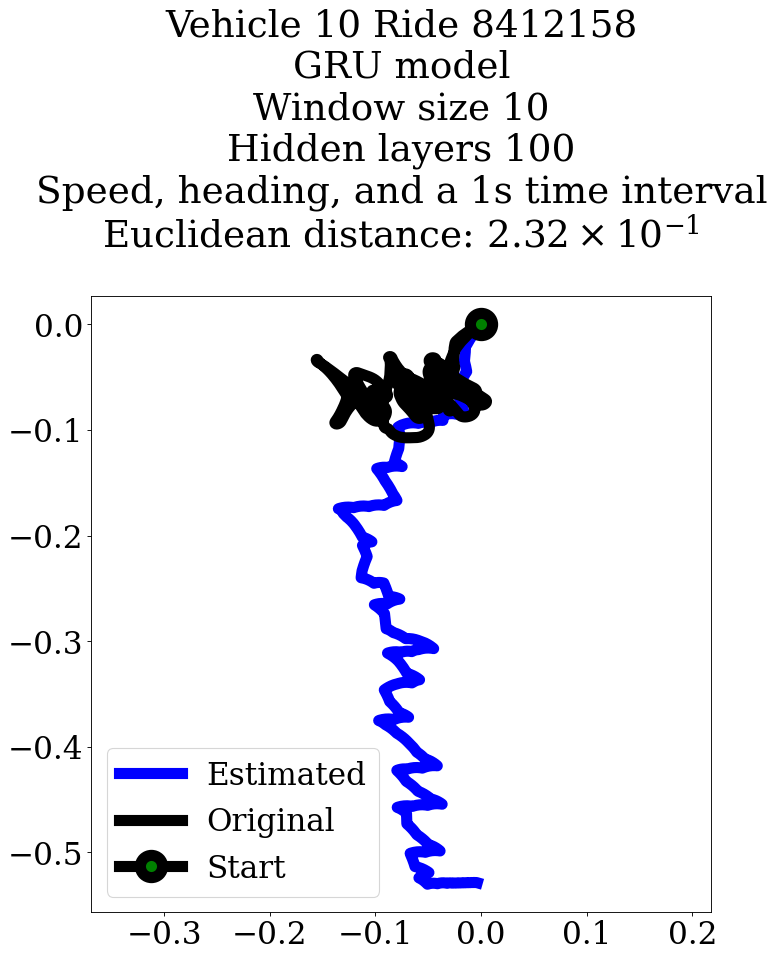 Vehicle 10 Ride 8412158
GRU model
Window size 10
Hidden layers 100
Speed, heading, and a 1s time interval
Euclidean distance: 2.32 × 10⁻¹
0.0
−0.1
−0.2
−0.3
−0.4
−0.5
Estimated
Original
Start
−0.3 −0.2 −0.1 0.0 0.1 0.2